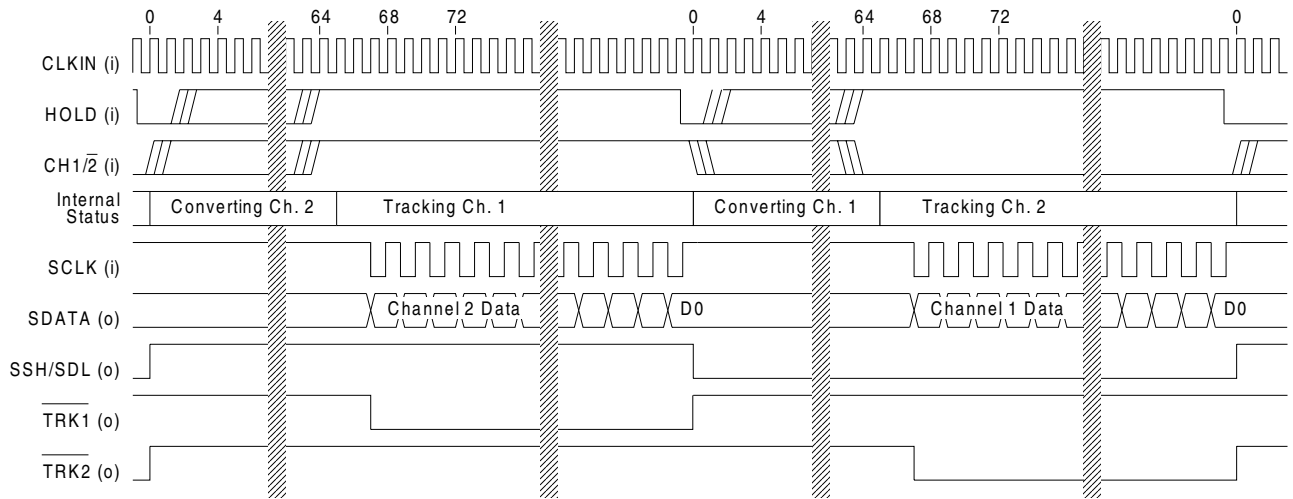 0 4 64 68 72 0 4 64 68 72 0
CLKIN (i)
HOLD (i)
CH1/2̅ (i)
Internal
Status
Converting Ch. 2 Tracking Ch. 1 Converting Ch. 1 Tracking Ch. 2
SCLK (i)
SDATA (o) Channel 2 Data D0 Channel 1 Data D0
SSH/SDL (o)
T̅R̅K̅1̅ (o)
T̅R̅K̅2̅ (o)